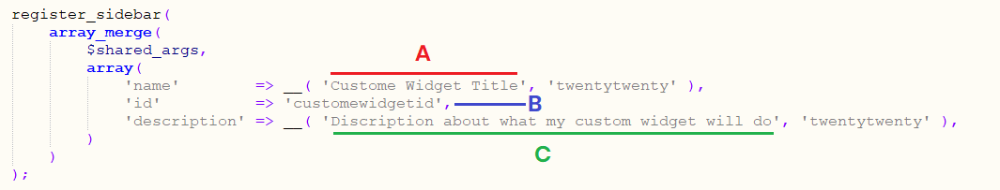 register_sidebar(
array_merge(
$shared_args,
A
array(
'name' => __( 'Custome Widget Title', 'twentytwenty' ),
'id' => 'customewidgetid', B
'description' => __( 'Discription about what my custom widget will do', 'twentytwenty' ),
)
C
)
);